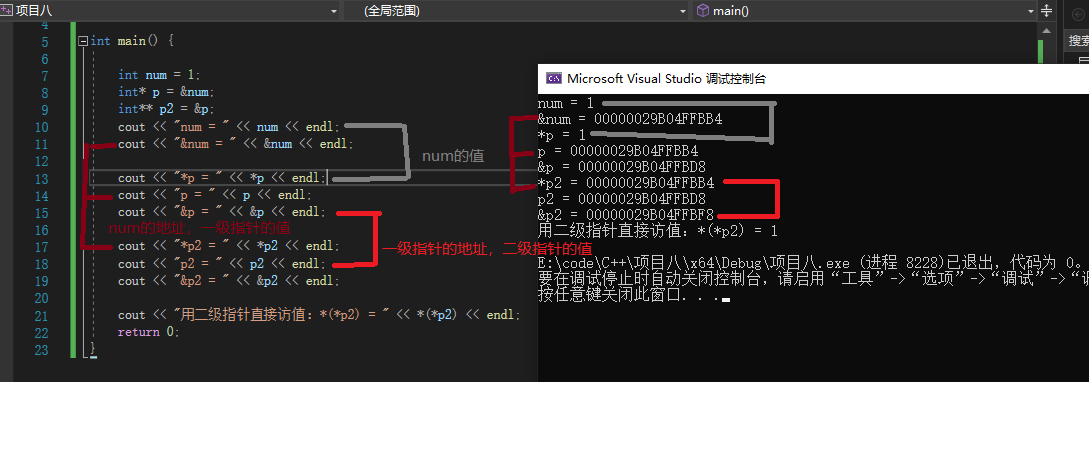 项目八 (全局范围) main()
搜索
4
5 int main() {
6
7 int num = 1;
8 int* p = &num;
9 int** p2 = &p;
10 cout << "num = " << num << endl;
11 cout << "&num = " << &num << endl;
12
13 cout << "*p = " << *p << endl;
14 cout << "p = " << p << endl;
15 cout << "&p = " << &p << endl;
16
17 cout << "*p2 = " << *p2 << endl;
18 cout << "p2 = " << p2 << endl;
19 cout << "&p2 = " << &p2 << endl;
20
21 cout << "用二级指针直接访值：*(*p2) = " << *(*p2) << endl;
22 return 0;
23 }
num的值
num的地址，一级指针的值
一级指针的地址，二级指针的值
Microsoft Visual Studio 调试控制台
num = 1
&num = 00000029B04FFBB4
*p = 1
p = 00000029B04FFBB4
&p = 00000029B04FFBD8
*p2 = 00000029B04FFBB4
p2 = 00000029B04FFBD8
&p2 = 00000029B04FFBF8
用二级指针直接访值：*(*p2) = 1
E:\code\C++\项目八\x64\Debug\项目八.exe (进程 8228)已退出，代码为 0。
要在调试停止时自动关闭控制台，请启用“工具”->“选项”->“调试”->“
按任意键关闭此窗口. . .